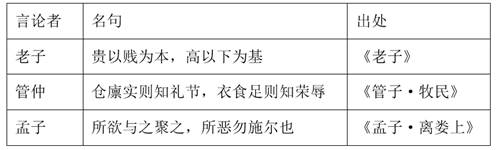 言论者 名句 出处
老子 贵以贱为本，高以下为基 《老子》
管仲 仓廪实则知礼节，衣食足则知荣辱 《管子·牧民》
孟子 所欲与之聚之，所恶勿施尔也 《孟子·离娄上》